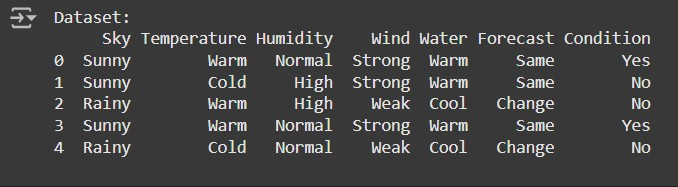 Dataset:
Sky Temperature Humidity Wind Water Forecast Condition
0 Sunny Warm Normal Strong Warm Same Yes
1 Sunny Cold High Strong Warm Same No
2 Rainy Warm High Weak Cool Change No
3 Sunny Warm Normal Strong Warm Same Yes
4 Rainy Cold Normal Weak Cool Change No